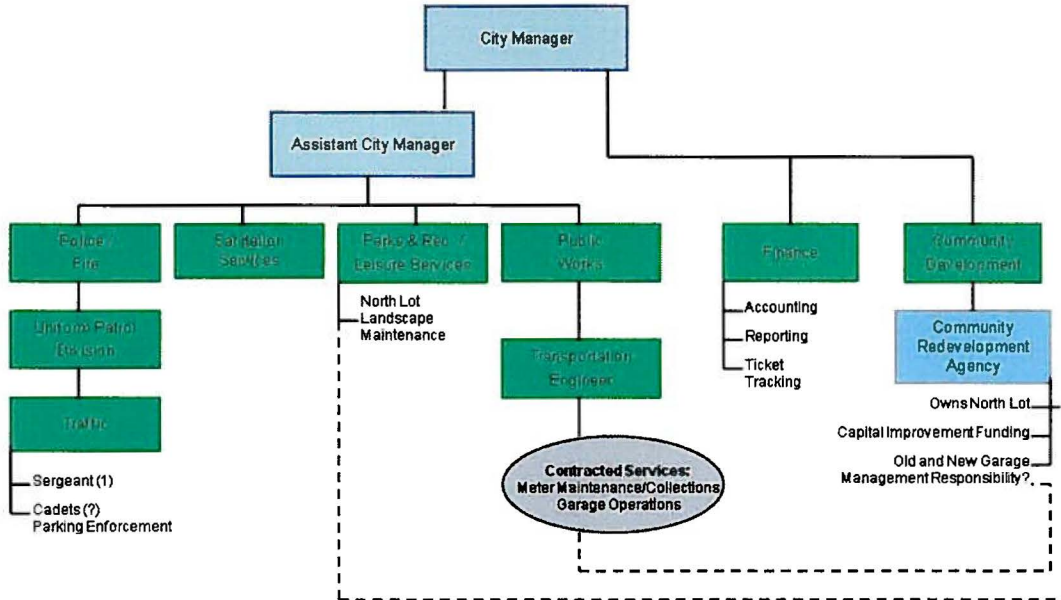 City Manager
Assistant City Manager
Police /
Fire
Sanitation
Services
Parks & Rec. /
Leisure Services
Public
Works
Finance
Community
Development
North Lot
Landscape
Maintenance
Accounting
Reporting
Ticket
Tracking
Uniform Patrol
Division
Transportation
Engineer
Community
Redevelopment
Agency
Traffic
Owns North Lot
Capital Improvement Funding
Old and New Garage
Management Responsibility?
Sergeant (1)
Cadets (?)
Parking Enforcement
Contracted Services:
Meter Maintenance/Collections
Garage Operations